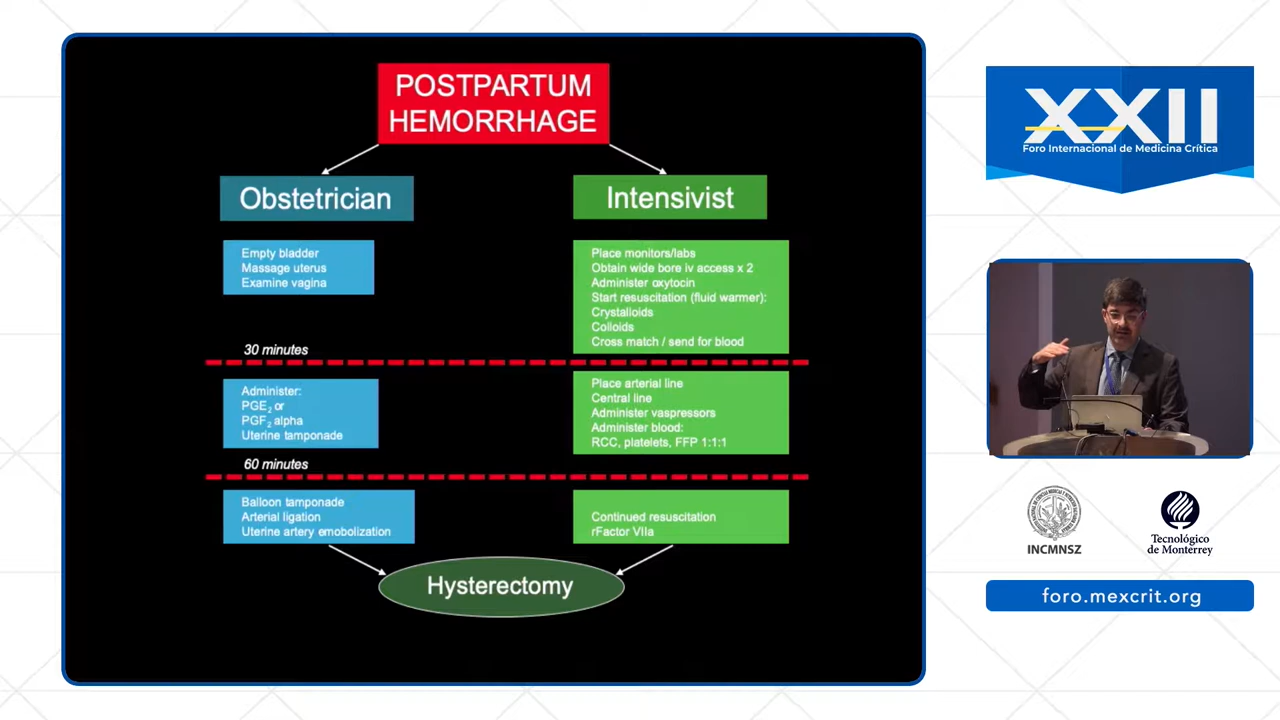 POSTPARTUM
HEMORRHAGE
Obstetrician
Intensivist
Empty bladder
Massage uterus
Examine vagina
Place monitors/labs
Obtain wide bore iv access x 2
Administer oxytocin
Start resuscitation (fluid warmer):
Crystalloids
Colloids
Cross match / send for blood
30 minutes
Administer:
PGE2 or
PGF2 alpha
Uterine tamponade
Place arterial line
Central line
Administer vaspressors
Administer blood:
RCC, platelets, FFP 1:1:1
60 minutes
Balloon tamponade
Arterial ligation
Uterine artery emobolization
Continued resuscitation
rFactor VIIa
Hysterectomy
XXII
Foro Internacional de Medicina Crítica
INCMNSZ
Tecnológico
de Monterrey
foro.mexcrit.org